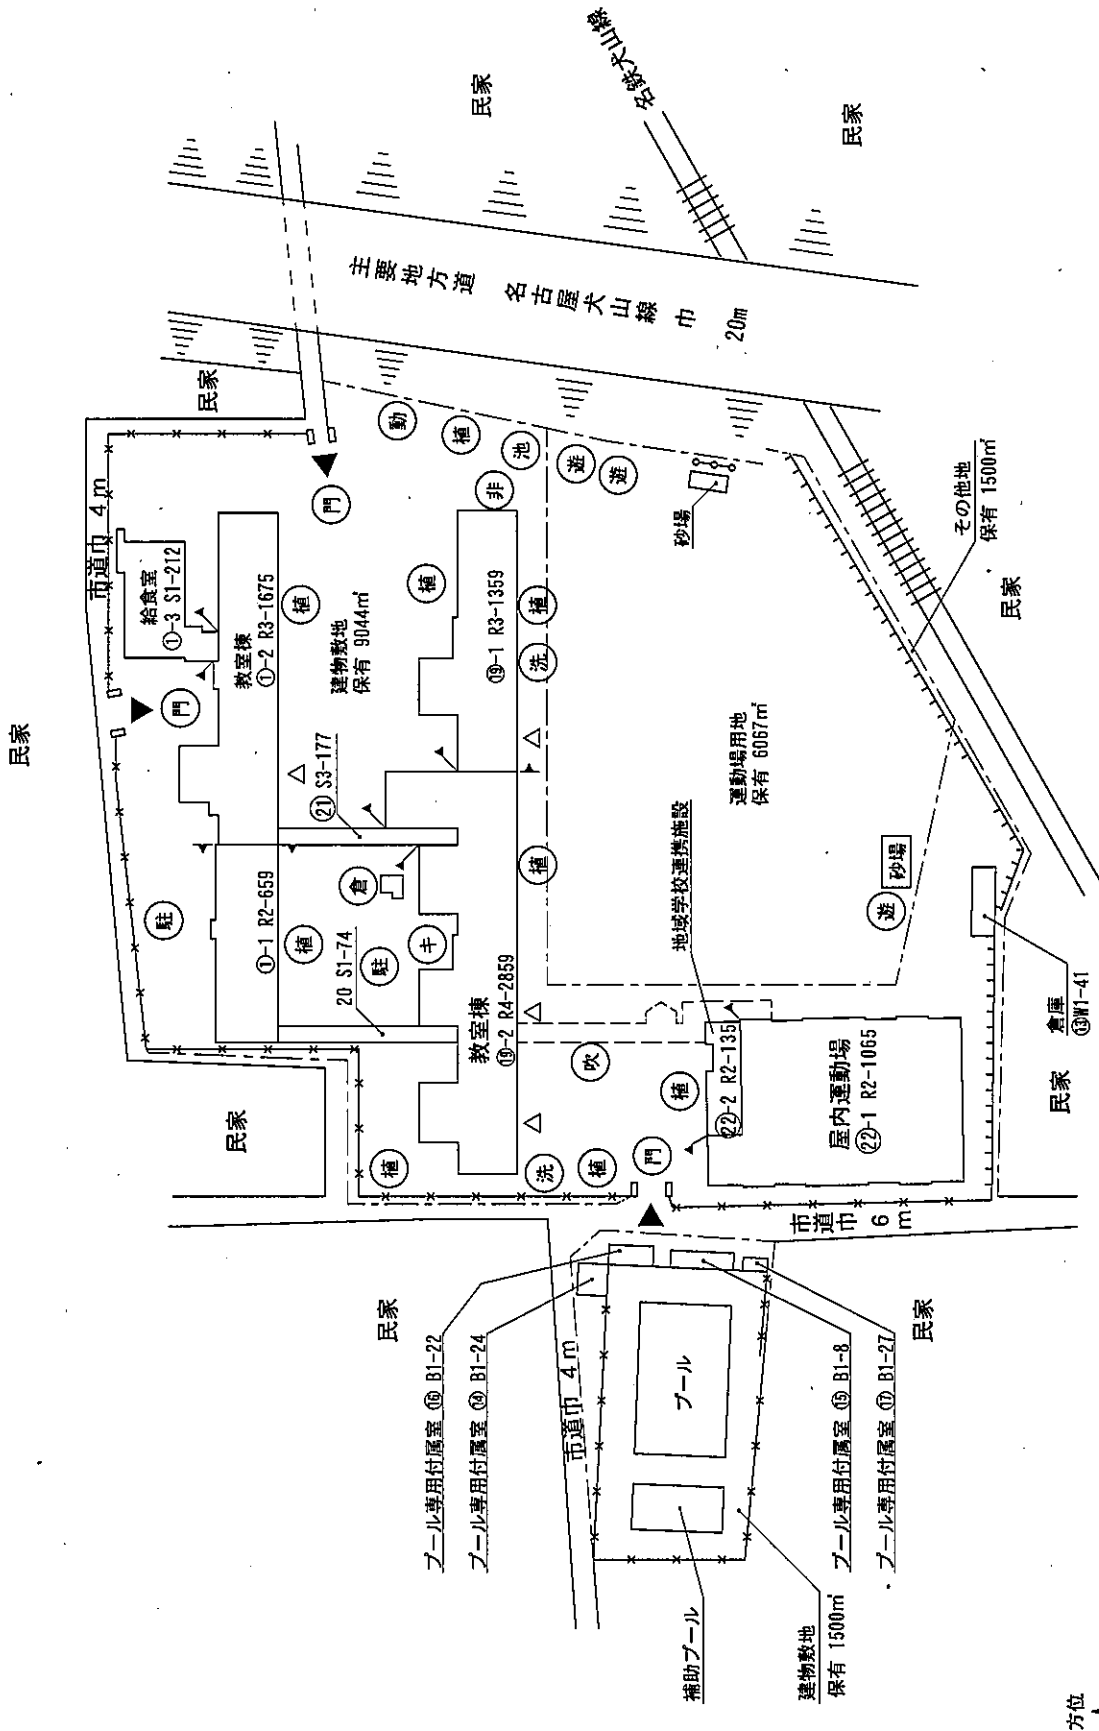 民家
市道巾 4m
給食室
①-3 S1-212
民家
門
教室棟
①-2 R3-1675
門
駐
①-1 R2-659
植
建物敷地
保有 9044㎡
㉑ S3-177
植
倉
20 S1-74
駐
キ
植
動
植
池
非
遊
遊
砂場
⑲-1 R3-1359
植
洗
植
教室棟
⑲-2 R4-2859
吹
植
洗
植
門
植
民家
主要地方道 名古屋犬山線 巾 20m
名鉄犬山線
民家
民家
民家
その他地
保有 1500㎡
運動場用地
保有 6067㎡
地域学校連携施設
㉒-2 R2-135
遊
砂場
屋内運動場
㉒-1 R2-1065
倉庫
⑬W1-41
民家
市道巾 6m
民家
プール専用付属室 ⑯ B1-22
プール専用付属室 ⑭ B1-24
市道巾 4m
プール
プール専用付属室 ⑮ B1-8
プール専用付属室 ⑰ B1-27
民家
補助プール
建物敷地
保有 1500㎡
方位